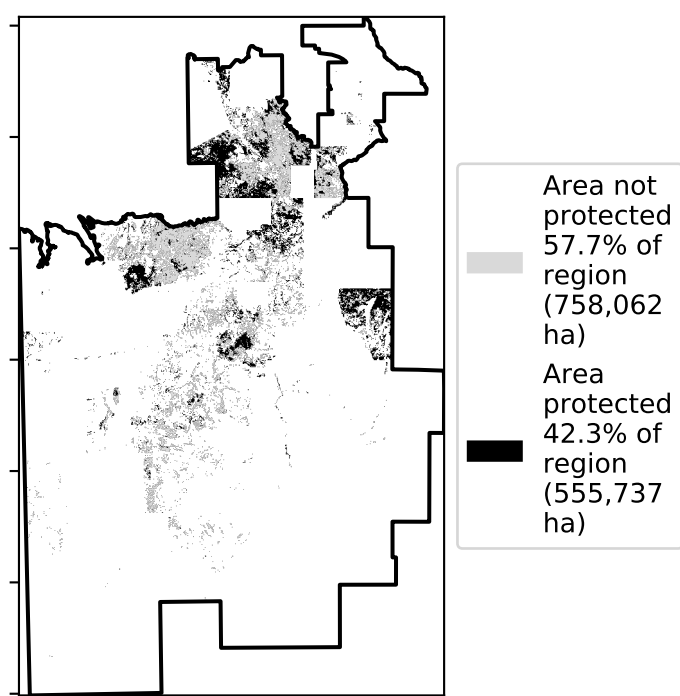 Area not
protected
57.7% of
region
(758,062
ha)
Area
protected
42.3% of
region
(555,737
ha)